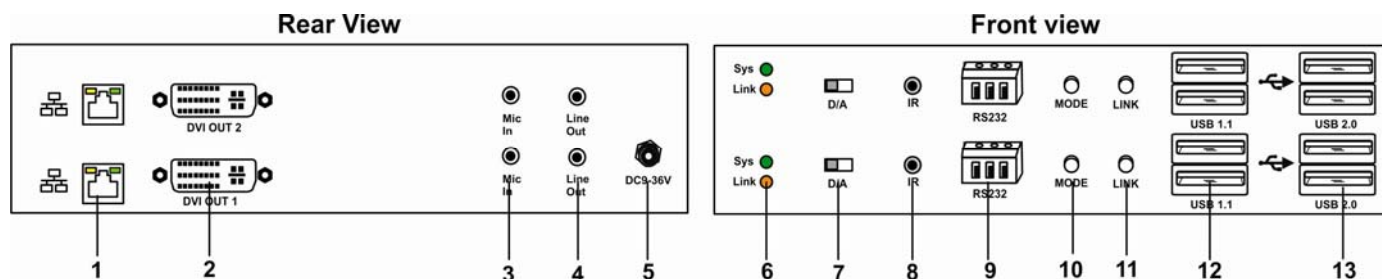 Rear View
DVI OUT 2
Mic
In
Line
Out
DVI OUT 1
Mic
In
Line
Out
DC9-36V
1 2 3 4 5
Front view
Sys
Link
D/A
IR
RS232
MODE
LINK
USB 1.1
USB 2.0
Sys
Link
D/A
IR
RS232
MODE
LINK
USB 1.1
USB 2.0
6 7 8 9 10 11 12 13